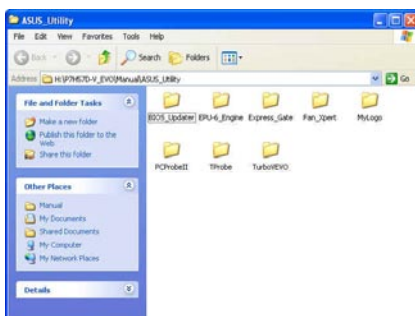 ASUS_Utility
File Edit View Favorites Tools Help
Back Search Folders
Address H:\P7H57D-V_EVO\Manual\ASUS_Utility Go
File and Folder Tasks
Make a new folder
Publish this folder to the Web
Share this folder
Other Places
Manual
My Documents
Shared Documents
My Computer
My Network Places
Details
BIOS_Updater EPU-6_Engine Express_Gate Fan_Xpert MyLogo
PCProbeII TProbe TurboVEVO